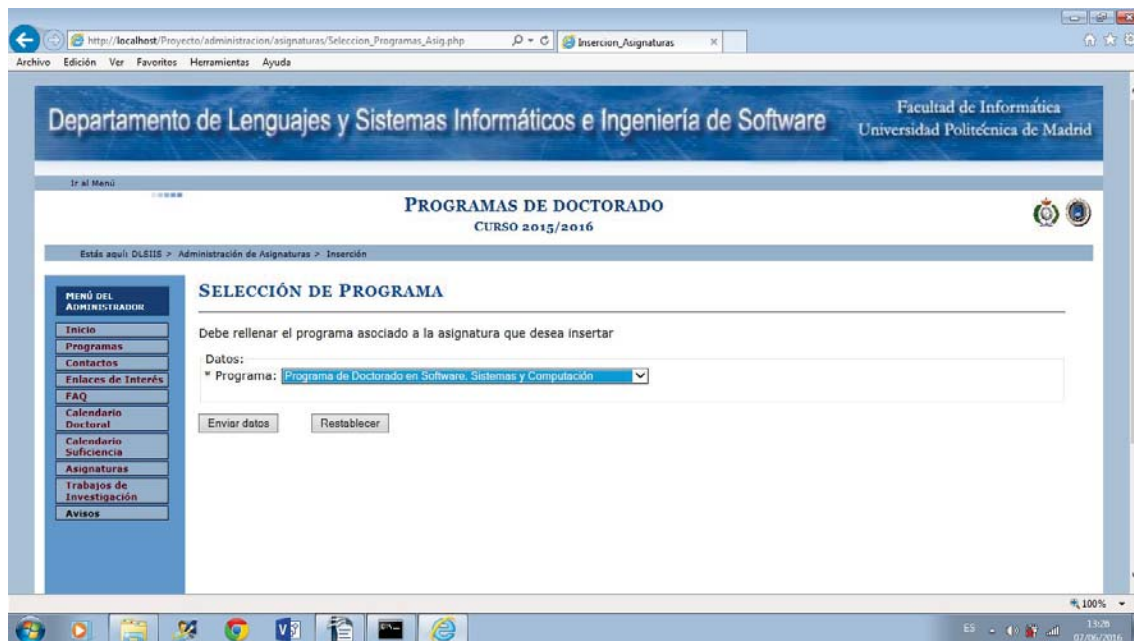 http://localhost/Proyecto/administracion/asignaturas/Seleccion_Programas_Asig.php
Insercion_Asignaturas
Archivo Edición Ver Favoritos Herramientas Ayuda
Departamento de Lenguajes y Sistemas Informáticos e Ingeniería de Software
Facultad de Informática
Universidad Politécnica de Madrid
Ir al Menú
PROGRAMAS DE DOCTORADO
CURSO 2015/2016
Estás aquí: DLSIIS > Administración de Asignaturas > Inserción
MENÚ DEL
ADMINISTRADOR
Inicio
Programas
Contactos
Enlaces de Interés
FAQ
Calendario
Doctoral
Calendario
Suficiencia
Asignaturas
Trabajos de
Investigación
Avisos
SELECCIÓN DE PROGRAMA
Debe rellenar el programa asociado a la asignatura que desea insertar
Datos:
* Programa: Programa de Doctorado en Software, Sistemas y Computación
Enviar datos Restablecer
100%
ES
13:26
07/06/2016